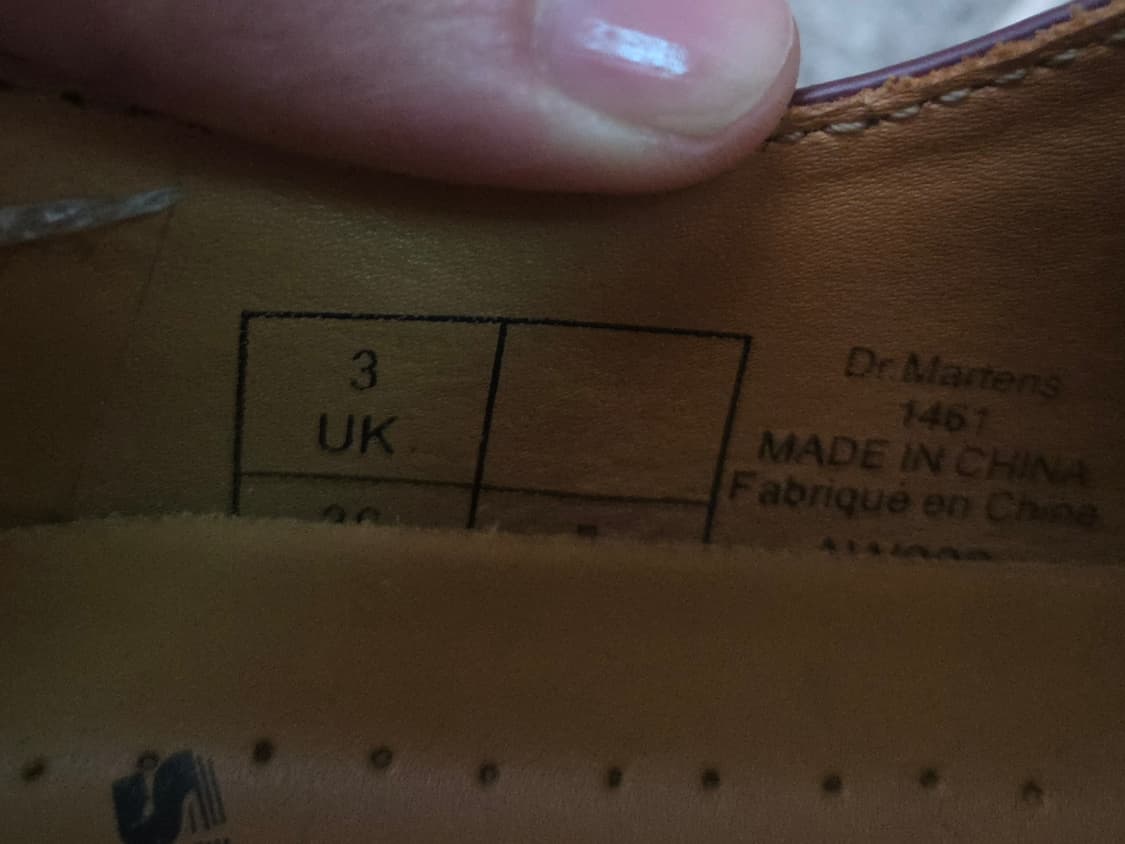 3
UK
Dr.Martens
1461
MADE IN CHINA
Fabriqué en Chine